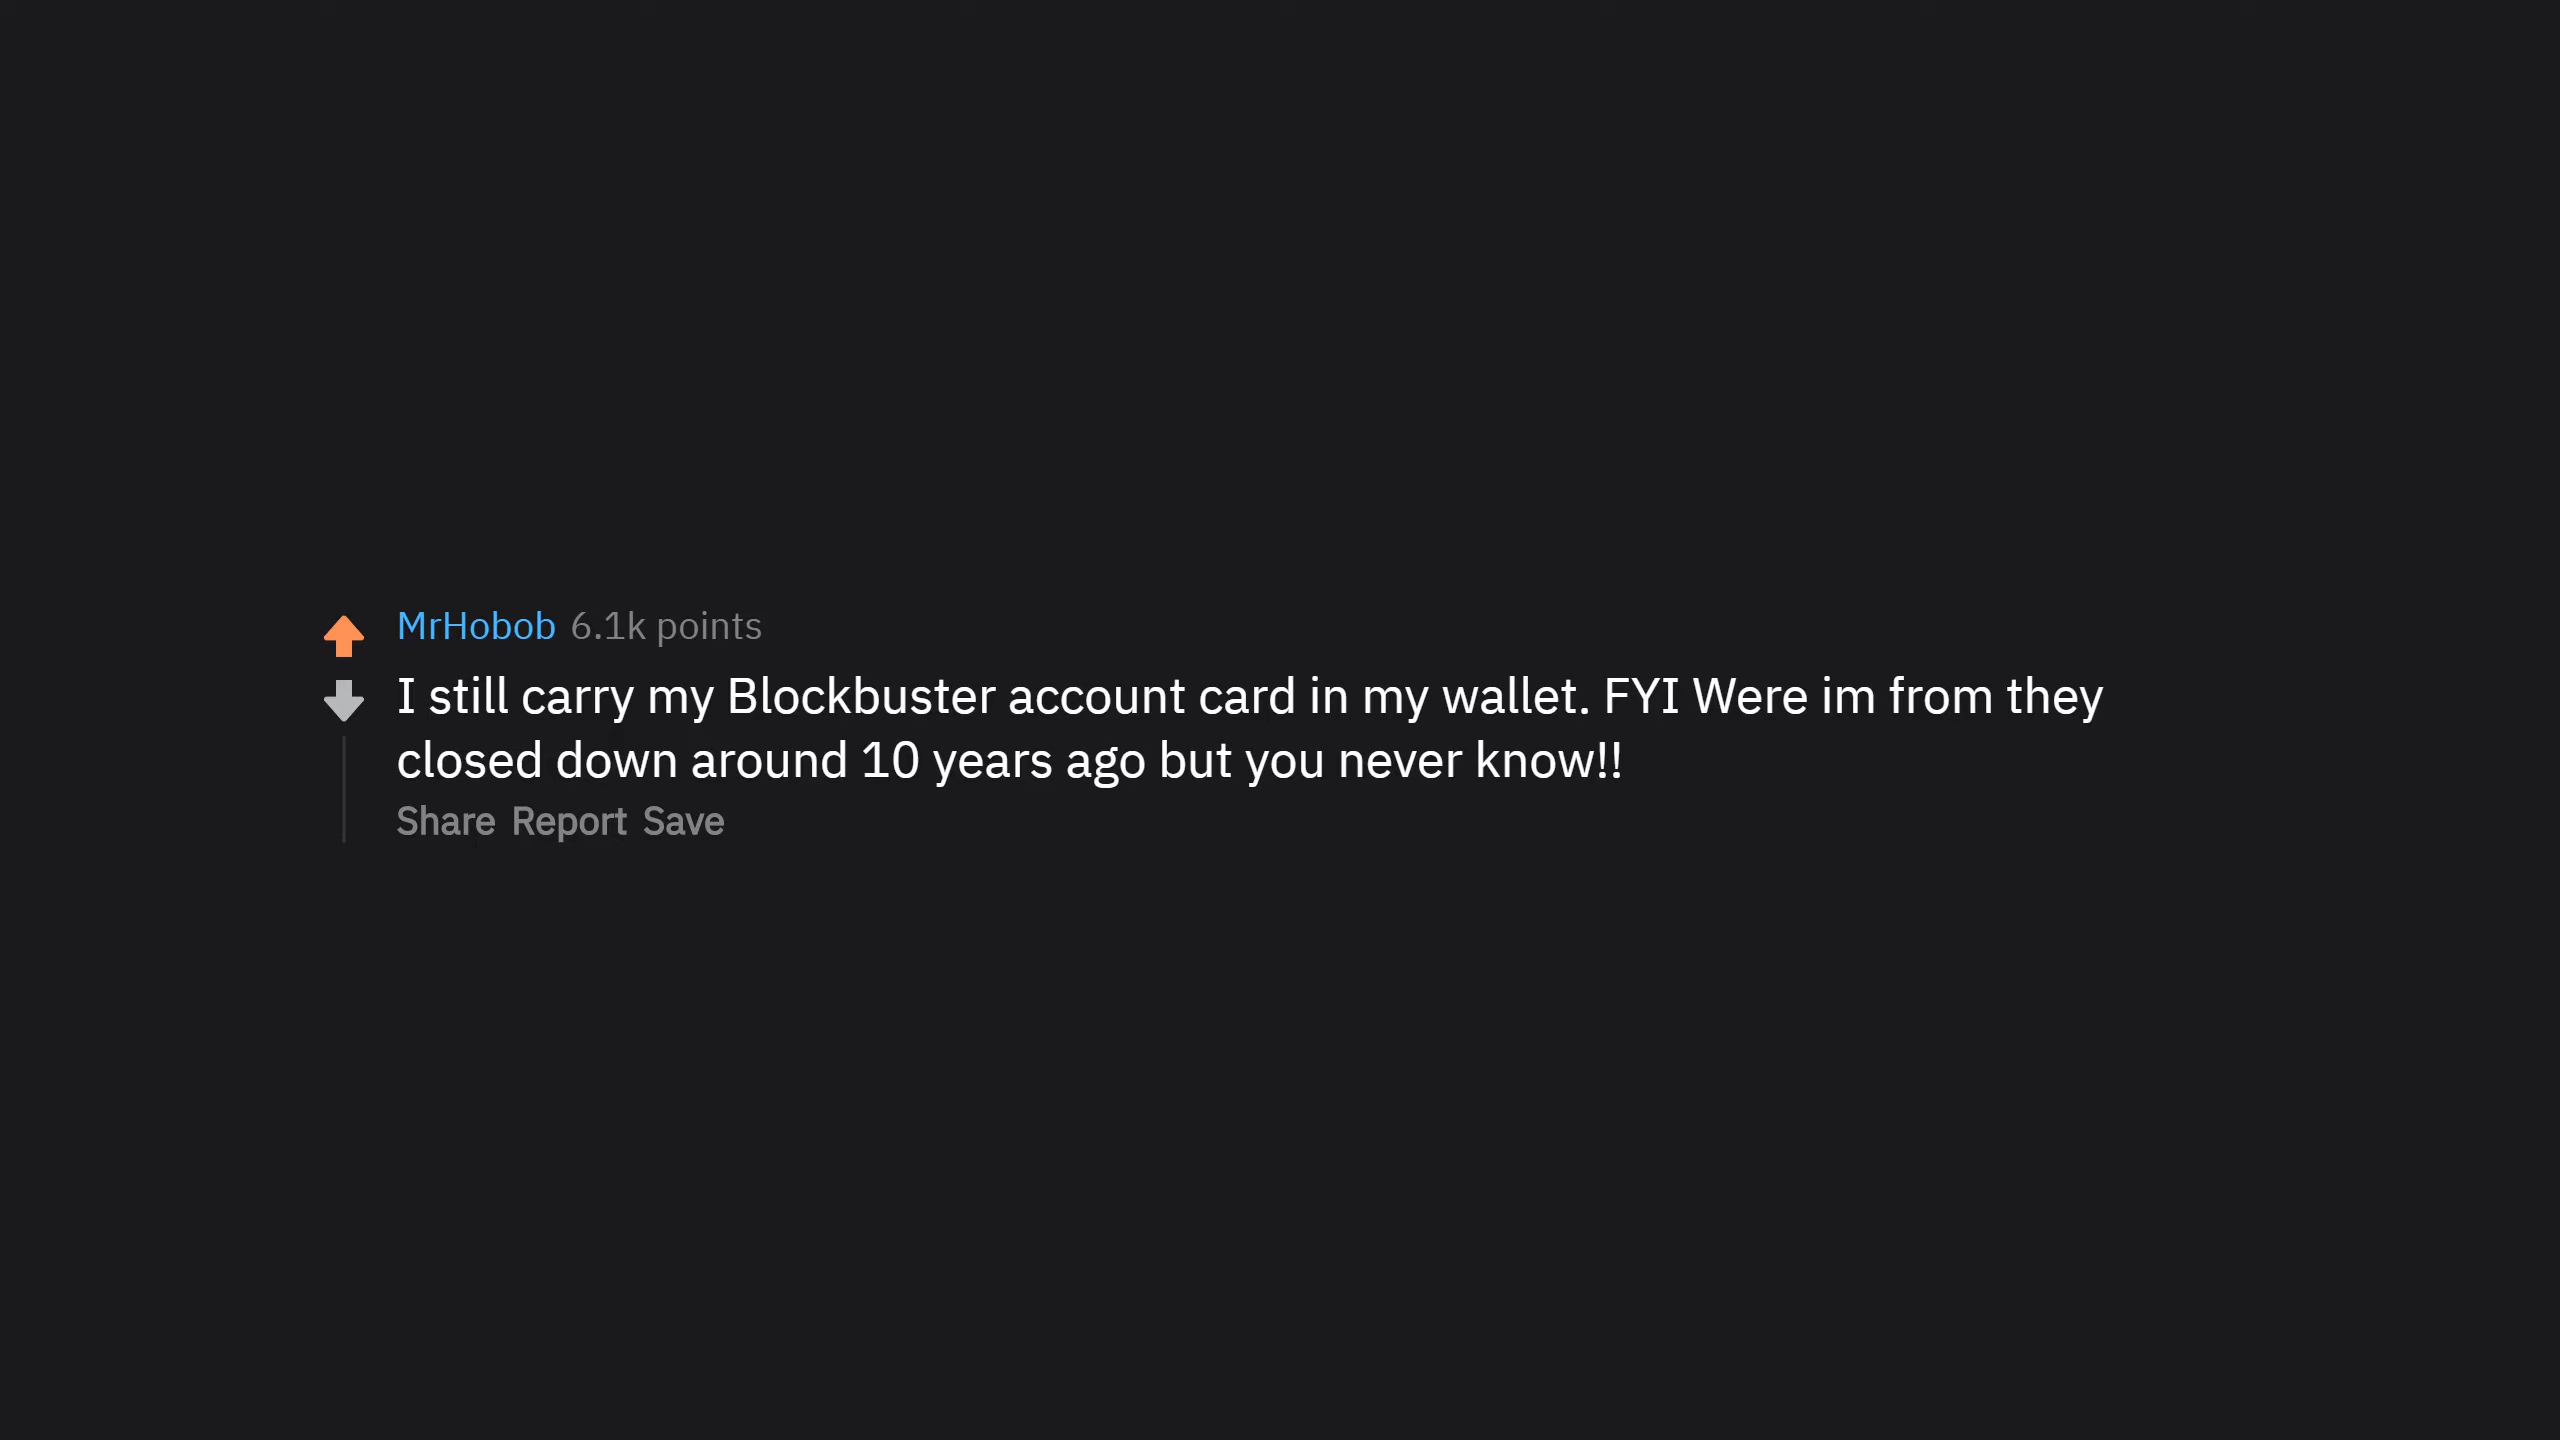 MrHobob 6.1k points
I still carry my Blockbuster account card in my wallet. FYI Were im from they
closed down around 10 years ago but you never know!!
Share Report Save